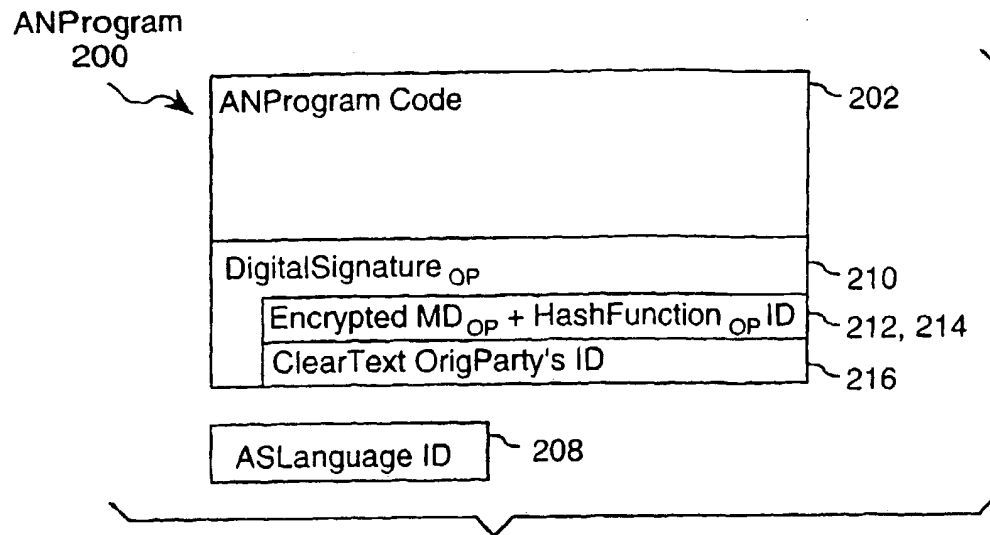 ANProgram
200
ANProgram Code
202
DigitalSignature OP
210
Encrypted MD OP + HashFunction OP ID
212, 214
ClearText OrigParty's ID
216
ASLanguage ID
208